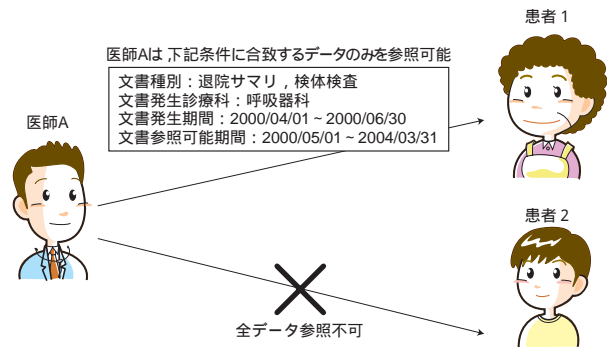 患者1
医師Aは,下記条件に合致するデータのみを参照可能
文書種別：退院サマリ，検体検査
文書発生診療科：呼吸器科
文書発生期間：2000/04/01～2000/06/30
文書参照可能期間：2000/05/01～2004/03/31
医師A
患者2
全データ参照不可